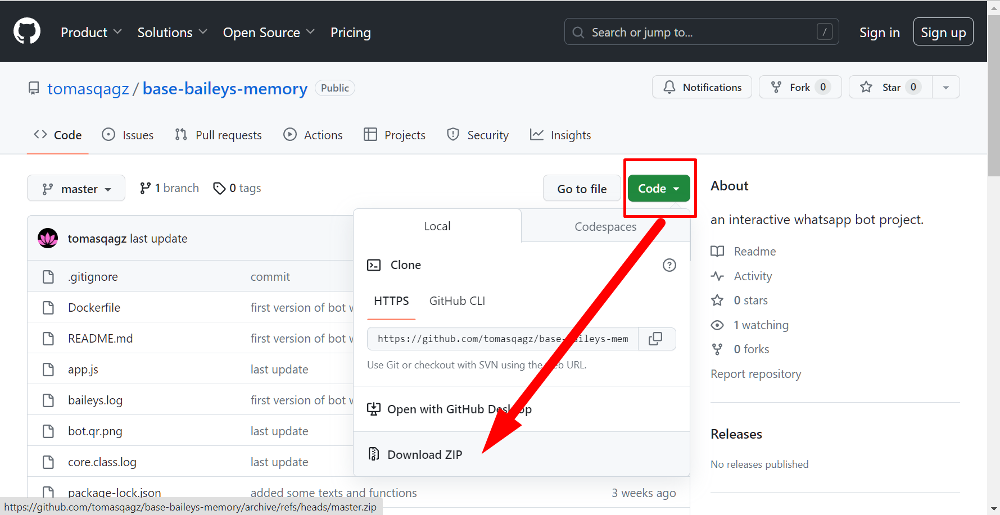 Product Solutions Open Source Pricing Search or jump to... / Sign in Sign up
tomasqagz / base-baileys-memory Public Notifications Fork 0 Star 0
Code Issues Pull requests Actions Projects Security Insights
master 1 branch 0 tags Go to file Code
Local Codespaces
Clone
HTTPS GitHub CLI
https://github.com/tomasqagz/base-baileys-mem
Use Git or checkout with SVN using the web URL.
Open with GitHub Desktop
Download ZIP
tomasqagz last update
.gitignore commit
Dockerfile first version of bot w
README.md first version of bot w
app.js last update
baileys.log first version of bot w
bot.qr.png last update
core.class.log last update
package-lock.json added some texts and functions 3 weeks ago
About
an interactive whatsapp bot project.
Readme
Activity
0 stars
1 watching
0 forks
Report repository
Releases
No releases published
https://github.com/tomasqagz/base-baileys-memory/archive/refs/heads/master.zip